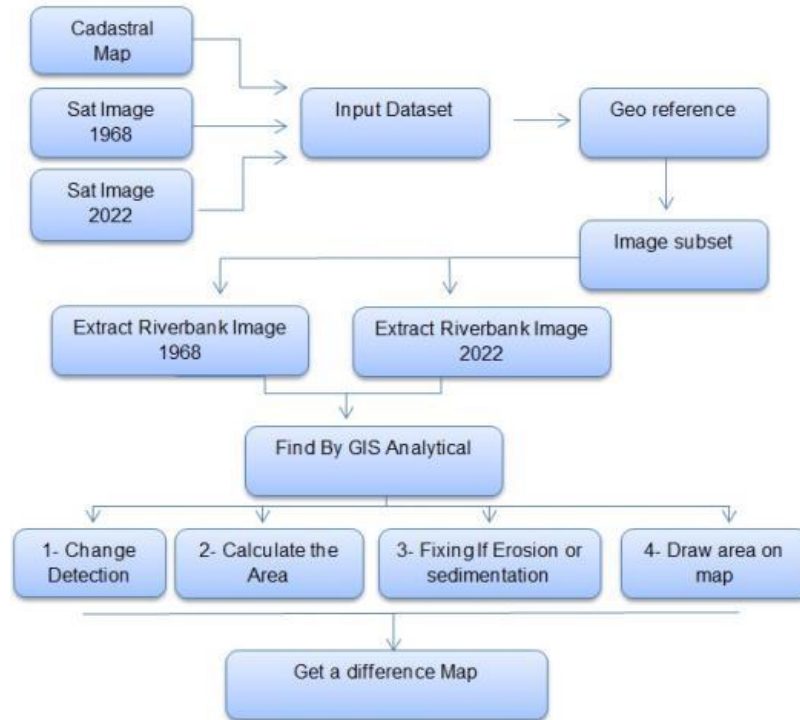 Cadastral
Map
Sat Image
1968
Sat Image
2022
Input Dataset
Geo reference
Image subset
Extract Riverbank Image
1968
Extract Riverbank Image
2022
Find By GIS Analytical
1- Change
Detection
2- Calculate the
Area
3- Fixing If Erosion or
sedimentation
4- Draw area on
map
Get a difference Map